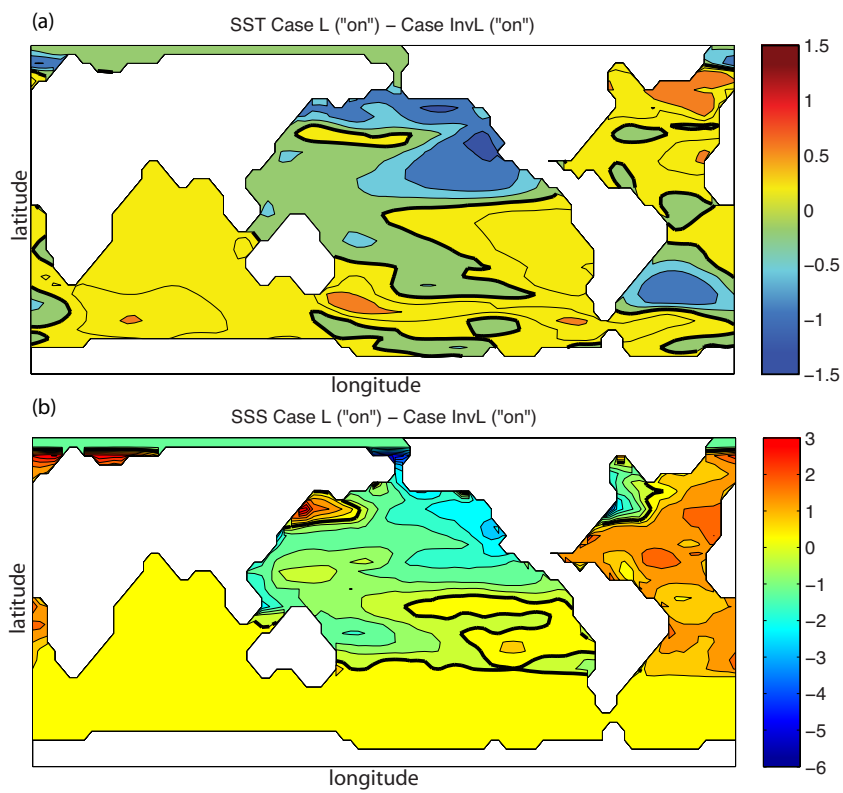 (a)
SST Case L ("on") − Case InvL ("on")
latitude
longitude
1.5
1
0.5
0
−0.5
−1
−1.5
(b)
SSS Case L ("on") − Case InvL ("on")
latitude
longitude
3
2
1
0
−1
−2
−3
−4
−5
−6